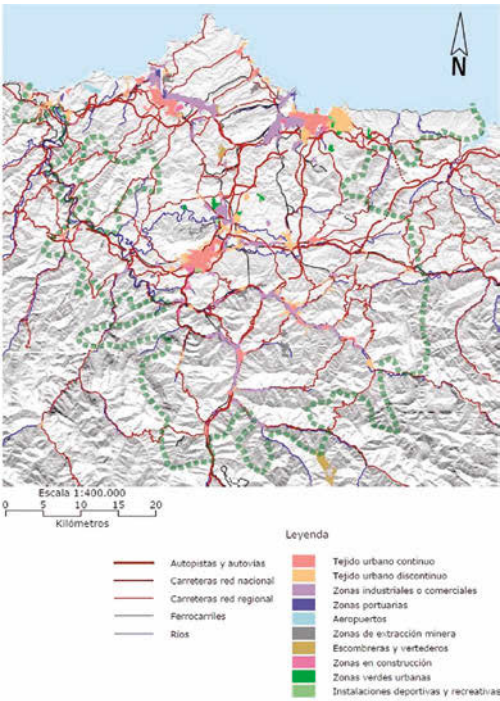 N
Escala 1:400.000
0 5 10 15 20
Kilómetros
Leyenda
Autopistas y autovías
Carreteras red nacional
Carreteras red regional
Ferrocarriles
Ríos
Tejido urbano continuo
Tejido urbano discontinuo
Zonas industriales o comerciales
Zonas portuarias
Aeropuertos
Zonas de extracción minera
Escombreras y vertederos
Zonas en construcción
Zonas verdes urbanas
Instalaciones deportivas y recreativas